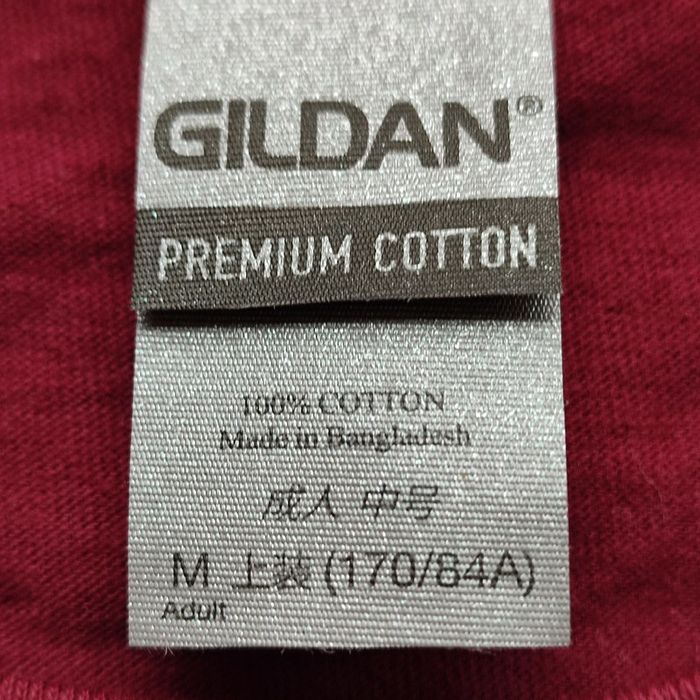 GILDAN®
PREMIUM COTTON
100% COTTON
Made in Bangladesh
成人 中号
M 上装 (170/84A)
Adult